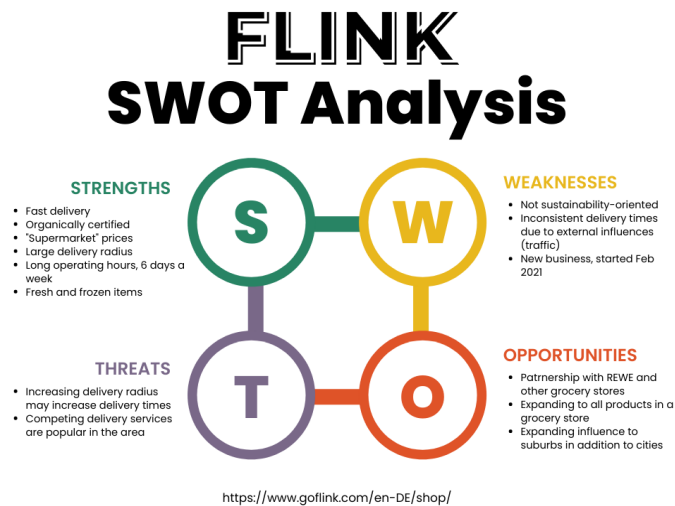 FLINK
SWOT Analysis
STRENGTHS
• Fast delivery
• Organically certified
• "Supermarket" prices
• Large delivery radius
• Long operating hours, 6 days a
week
• Fresh and frozen items
S
W
WEAKNESSES
• Not sustainability-oriented
• Inconsistent delivery times
due to external influences
(traffic)
• New business, started Feb
2021
THREATS
• Increasing delivery radius
may increase delivery times
• Competing delivery services
are popular in the area
T
O
OPPORTUNITIES
• Patrnership with REWE and
other grocery stores
• Expanding to all products in a
grocery store
• Expanding influence to
suburbs in addition to cities
https://www.goflink.com/en-DE/shop/